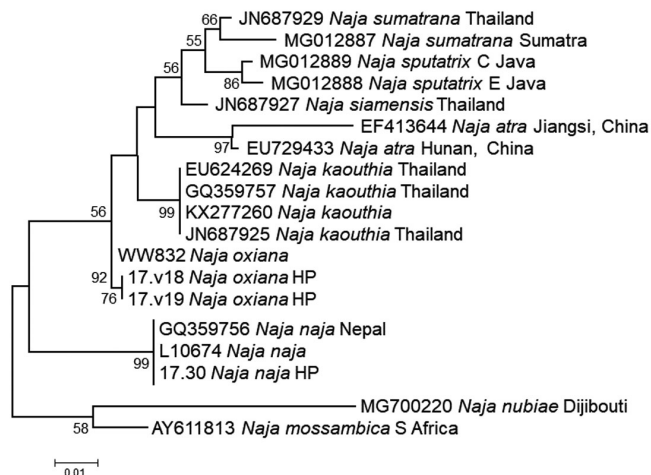 66
JN687929 Naja sumatrana Thailand
55
MG012887 Naja sumatrana Sumatra
MG012889 Naja sputatrix C Java
56
86
MG012888 Naja sputatrix E Java
JN687927 Naja siamensis Thailand
EF413644 Naja atra Jiangsi, China
97
EU729433 Naja atra Hunan, China
EU624269 Naja kaouthia Thailand
GQ359757 Naja kaouthia Thailand
56
99
KX277260 Naja kaouthia
JN687925 Naja kaouthia Thailand
WW832 Naja oxiana
92
17.v18 Naja oxiana HP
76
17.v19 Naja oxiana HP
GQ359756 Naja naja Nepal
L10674 Naja naja
99
17.30 Naja naja HP
MG700220 Naja nubiae Dijibouti
58
AY611813 Naja mossambica S Africa
0.01